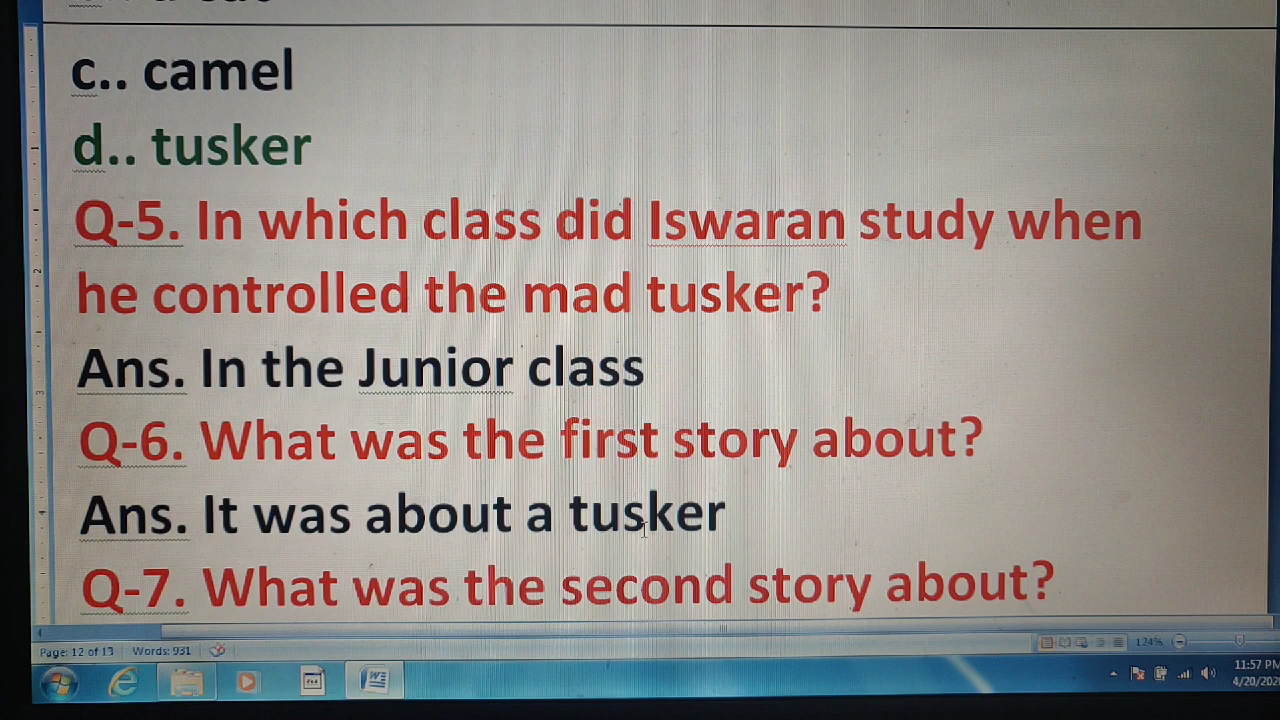 c.. camel
d.. tusker
Q-5. In which class did Iswaran study when
he controlled the mad tusker?
Ans. In the Junior class
Q-6. What was the first story about?
Ans. It was about a tusker
Q-7. What was the second story about?
Page: 12 of 13 Words: 931 124%
11:57 PM
4/20/202